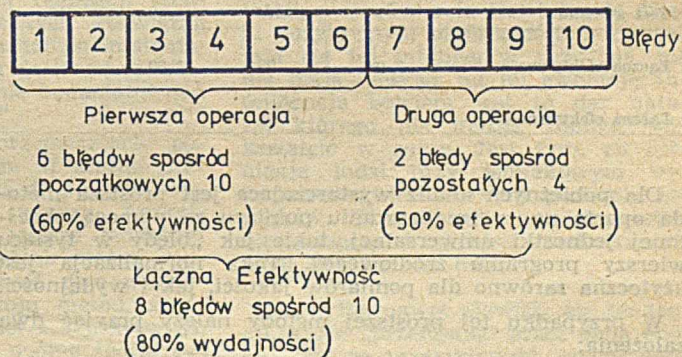 1 2 3 4 5 6 7 8 9 10 Błędy
Pierwsza operacja
Druga operacja
6 błędów sposród
początkowych 10
(60% efektywności)
2 błędy spośród
pozostałych 4
(50% efektywności)
Łączna Efektywność
8 błędów spośród 10
(80% wydajności)